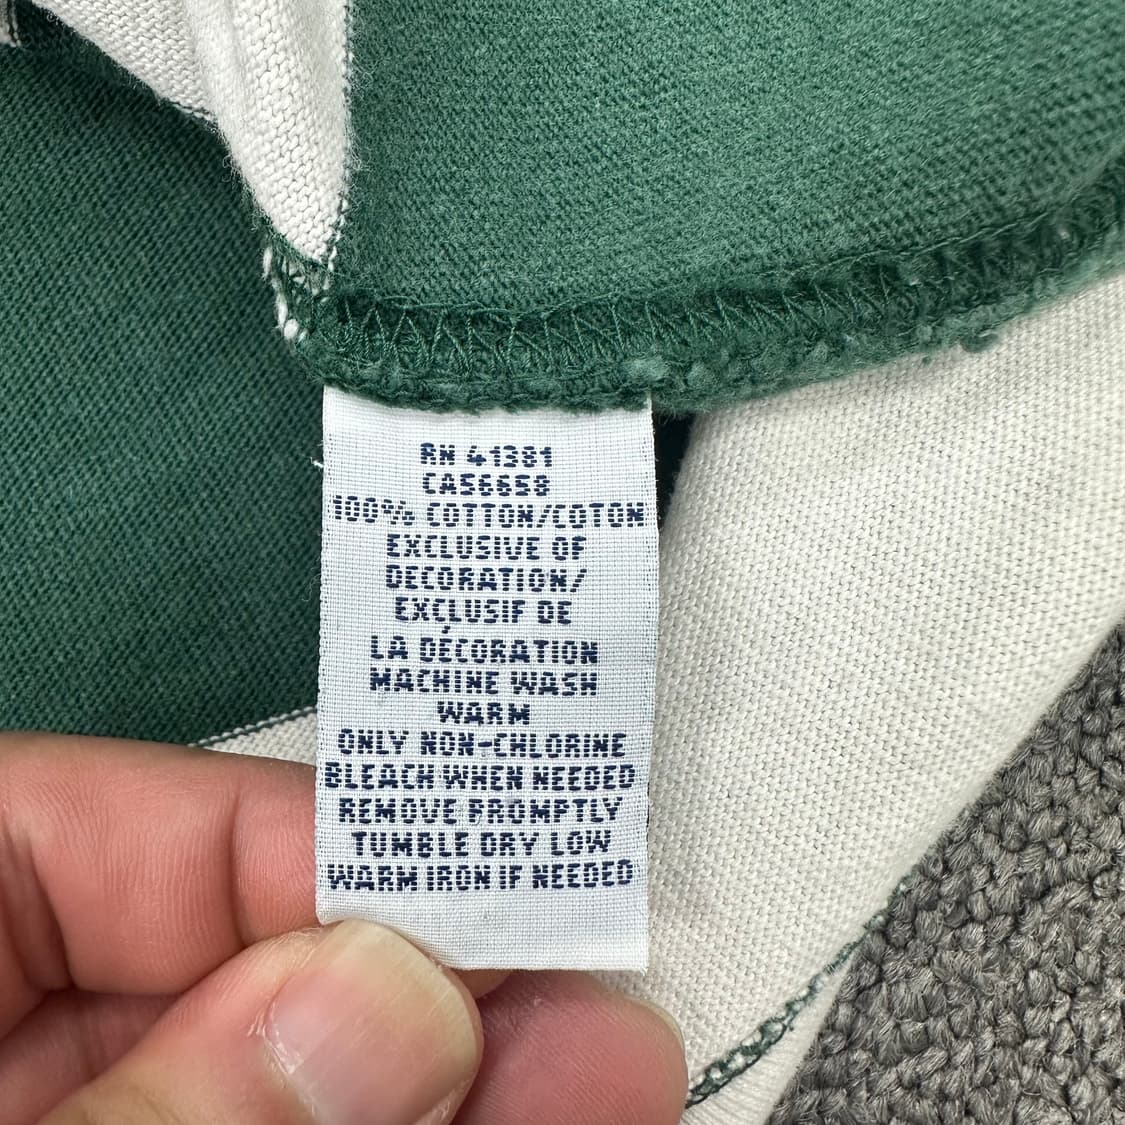 RN 41381
CA56658
100% COTTON/COTON
EXCLUSIVE OF
DECORATION/
EXCLUSIF DE
LA DÉCORATION
MACHINE WASH
WARM
ONLY NON-CHLORINE
BLEACH WHEN NEEDED
REMOVE PROMPTLY
TUMBLE DRY LOW
WARM IRON IF NEEDED